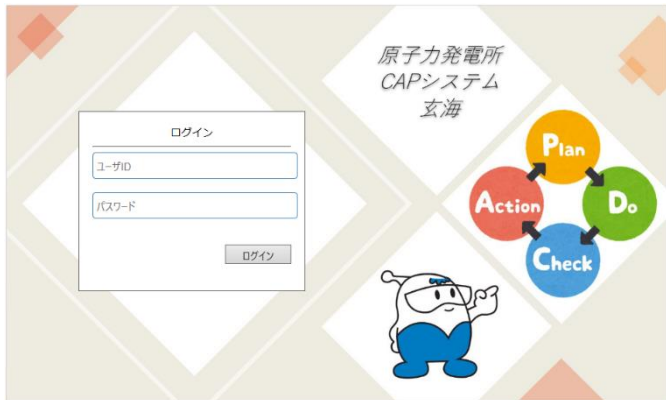 原子力発電所
CAPシステム
玄海
ログイン
ユーザID
パスワード
ログイン
Plan
Do
Check
Action